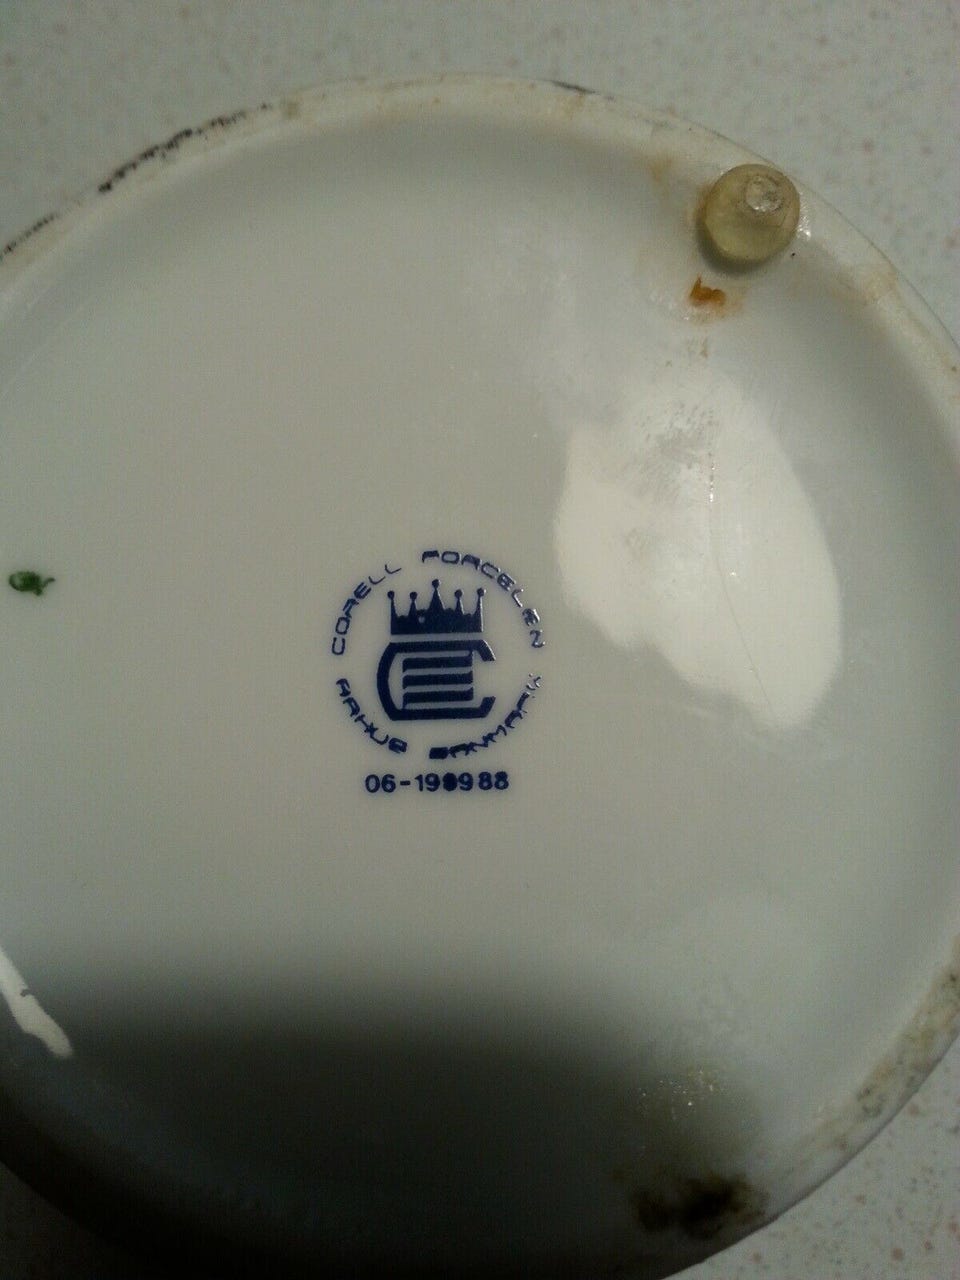 CORELL PORCELÆN
AARHUS DANMARK
06-199988